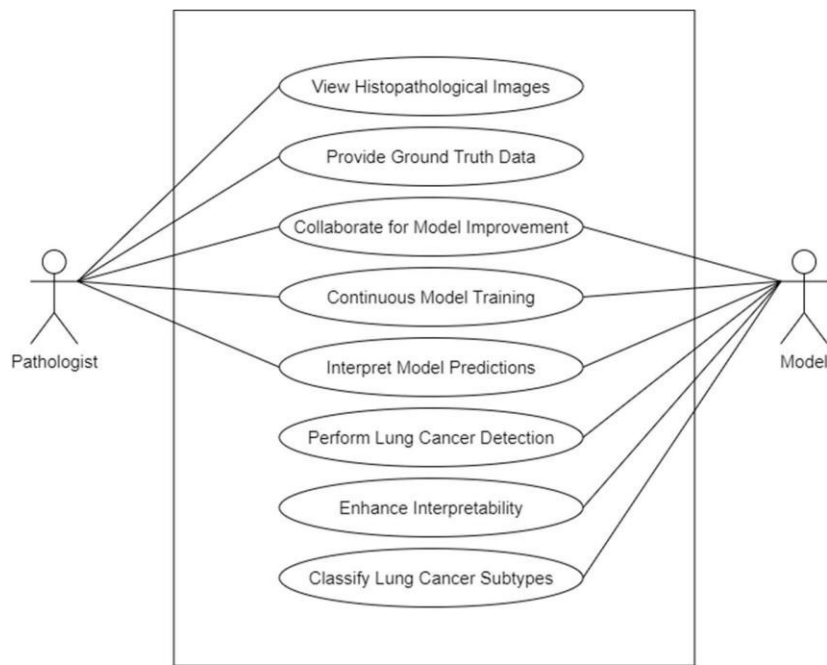 View Histopathological Images
Provide Ground Truth Data
Collaborate for Model Improvement
Continuous Model Training
Interpret Model Predictions
Perform Lung Cancer Detection
Enhance Interpretability
Classify Lung Cancer Subtypes
Pathologist
Model